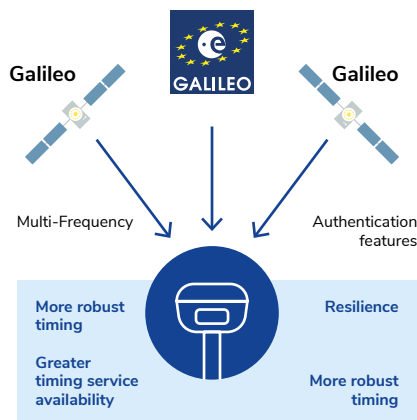 Galileo
GALILEO
Galileo
Multi-Frequency
Authentication
features
More robust
timing
Greater
timing service
availability
Resilience
More robust
timing